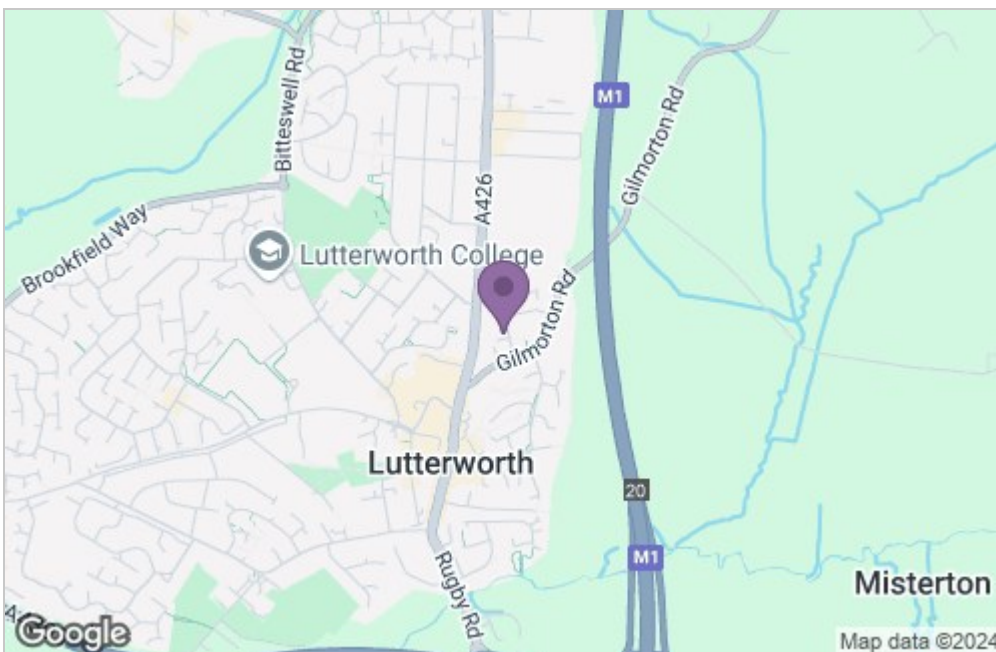 Bitteswell Rd
M1
Gilmorton Rd
A426
Brookfield Way
Lutterworth College
Gilmorton Rd
Lutterworth
20
M1
Rugby Rd
Misterton
Google
Map data ©2024